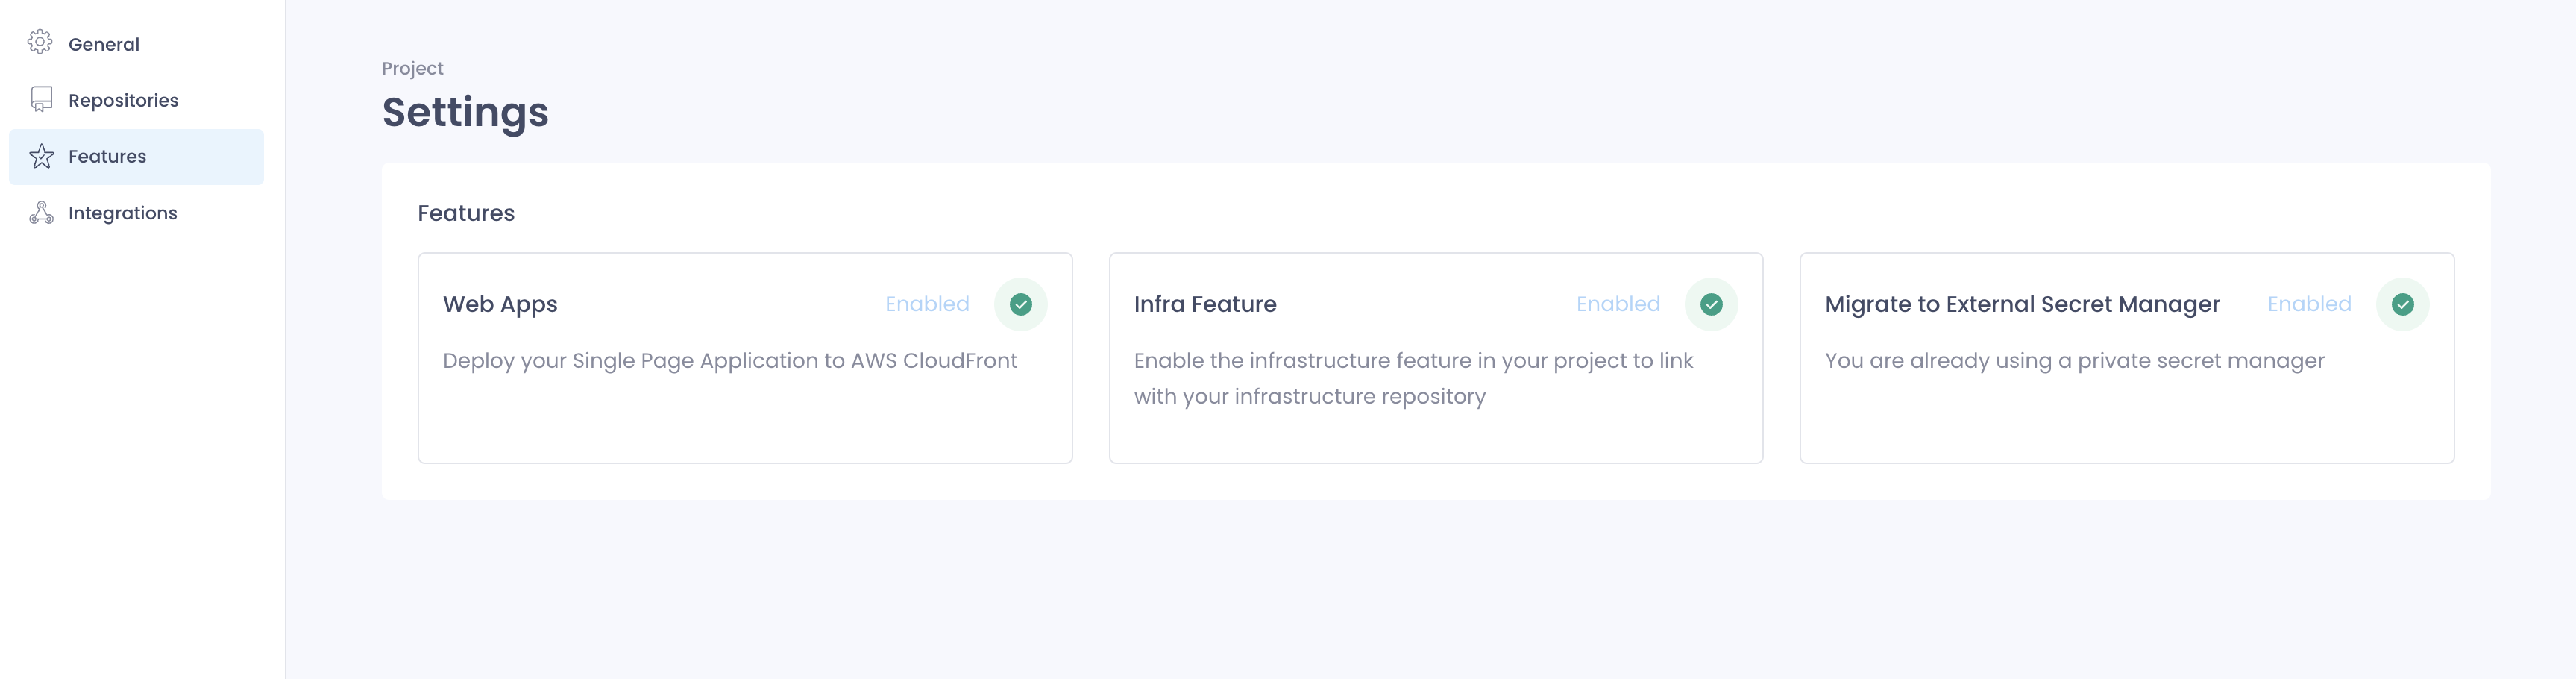 General
Repositories
Features
Integrations
Project
Settings
Features
Web Apps
Enabled
Deploy your Single Page Application to AWS CloudFront
Infra Feature
Enabled
Enable the infrastructure feature in your project to link
with your infrastructure repository
Migrate to External Secret Manager
Enabled
You are already using a private secret manager